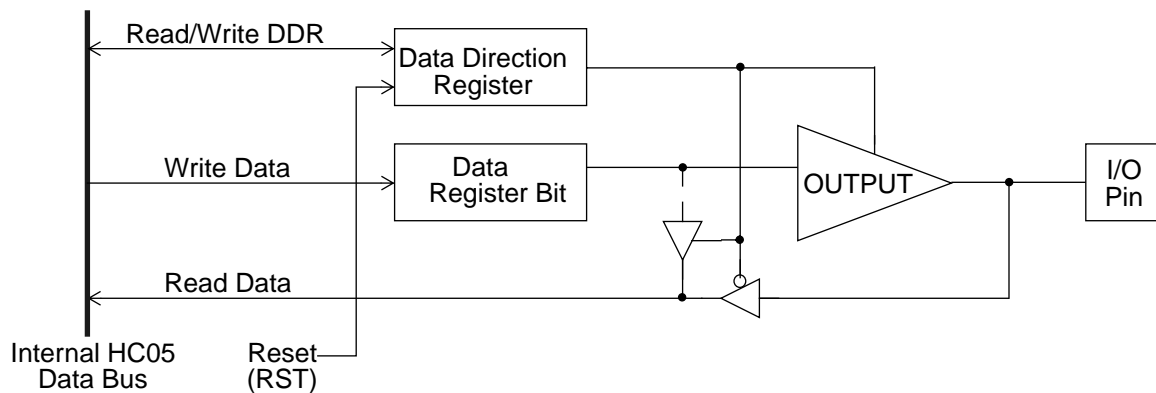 Read/Write DDR
Data Direction
Register
Write Data
Data
Register Bit
OUTPUT
I/O
Pin
Read Data
Internal HC05
Data Bus
Reset
(RST)